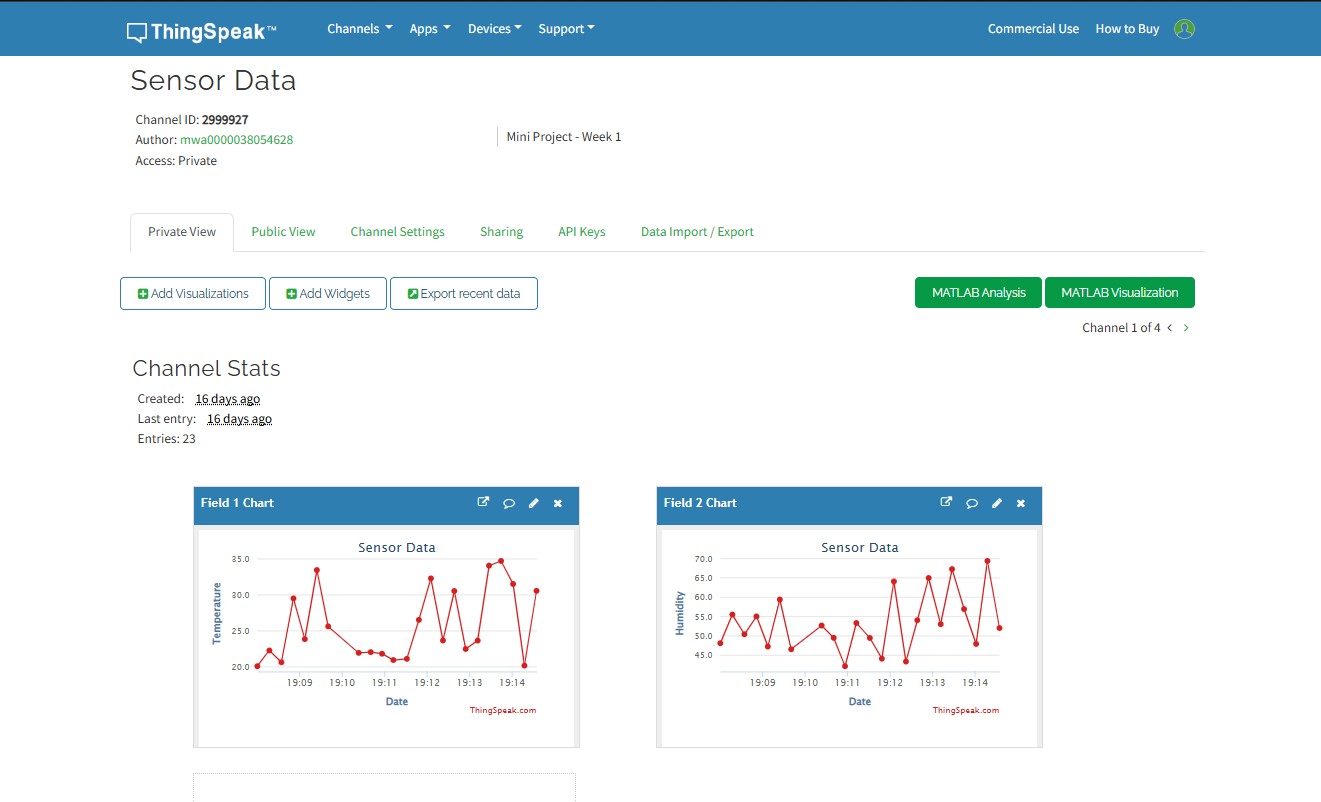 ThingSpeak™ Channels Apps Devices Support Commercial Use How to Buy
Sensor Data
Channel ID: 2999927
Author: mwa0000038054628
Access: Private
Mini Project - Week 1
Private View Public View Channel Settings Sharing API Keys Data Import / Export
Add Visualizations Add Widgets Export recent data MATLAB Analysis MATLAB Visualization
Channel 1 of 4 < >
Channel Stats
Created: 16 days ago
Last entry: 16 days ago
Entries: 23
Field 1 Chart
Sensor Data
Temperature
35.0
30.0
25.0
20.0
19:09 19:10 19:11 19:12 19:13 19:14
Date
ThingSpeak.com
Field 2 Chart
Sensor Data
Humidity
70.0
65.0
60.0
55.0
50.0
45.0
19:09 19:10 19:11 19:12 19:13 19:14
Date
ThingSpeak.com